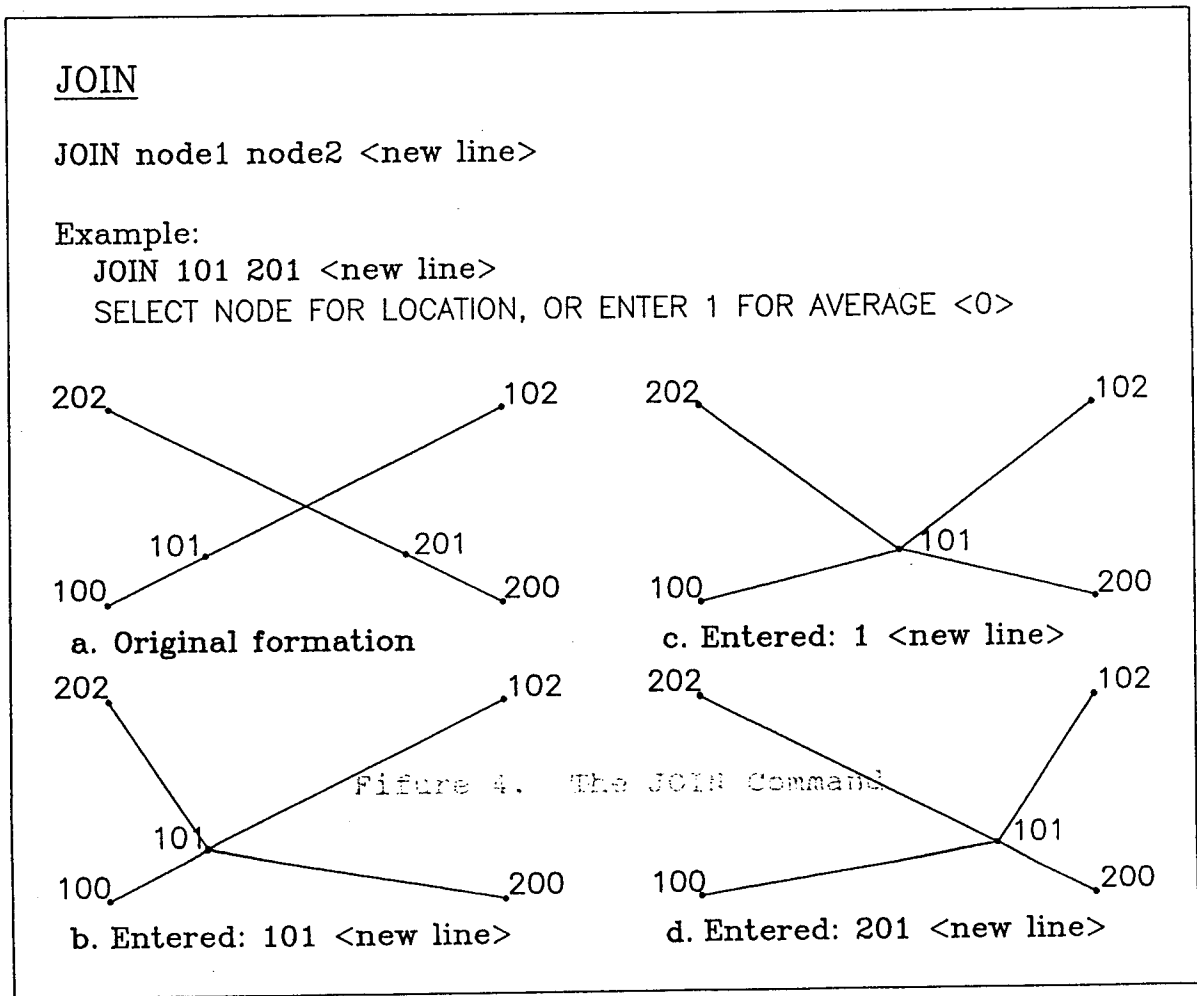 JOIN
JOIN node1 node2 <new line>
Example:
JOIN 101 201 <new line>
SELECT NODE FOR LOCATION, OR ENTER 1 FOR AVERAGE <0>
202
102
101
201
100
200
a. Original formation
202
102
101
100
200
c. Entered: 1 <new line>
202
102
101
100
200
b. Entered: 101 <new line>
202
102
101
100
200
d. Entered: 201 <new line>
Fifure 4. The JOIN Command